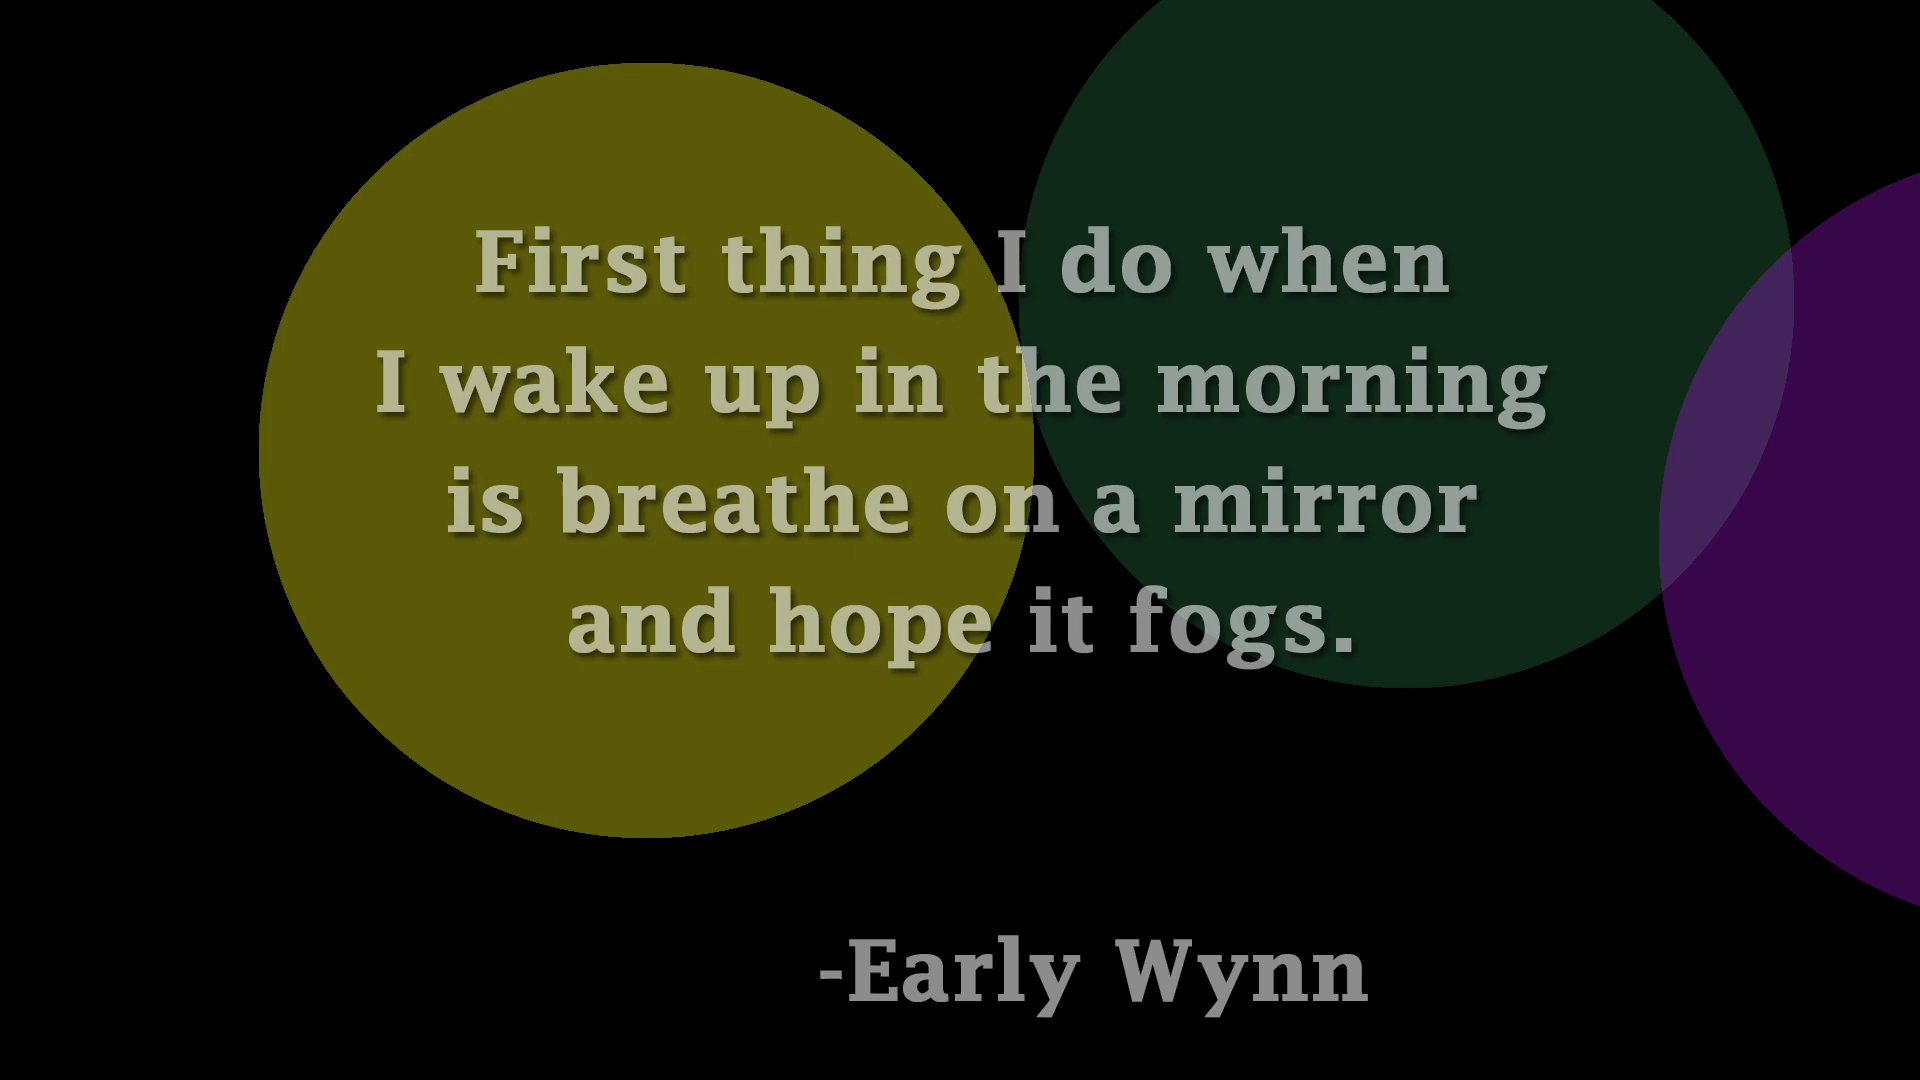 First thing I do when
I wake up in the morning
is breathe on a mirror
and hope it fogs.
-Early Wynn